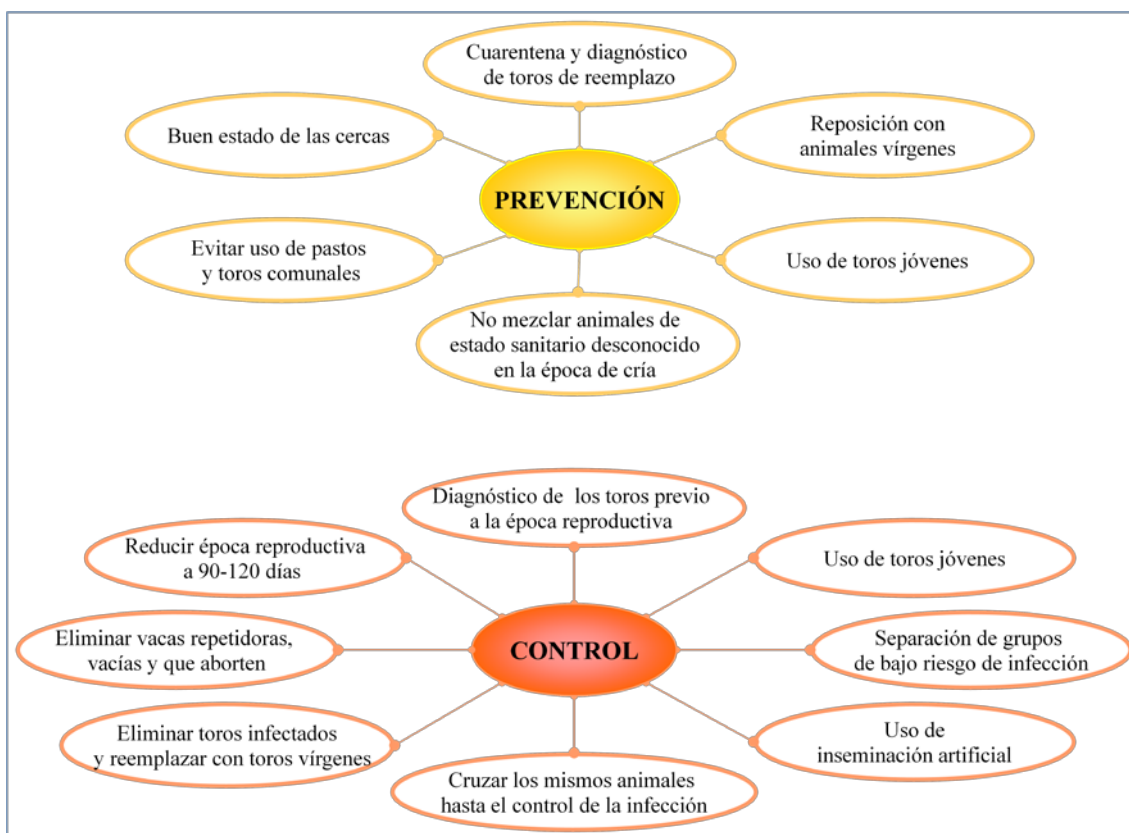 Cuarentena y diagnóstico
de toros de reemplazo
Buen estado de las cercas
Reposición con
animales vírgenes
PREVENCIÓN
Evitar uso de pastos
y toros comunales
Uso de toros jóvenes
No mezclar animales de
estado sanitario desconocido
en la época de cría
Diagnóstico de los toros previo
a la época reproductiva
Reducir época reproductiva
a 90-120 días
Uso de toros jóvenes
Eliminar vacas repetidoras,
vacías y que aborten
CONTROL
Separación de grupos
de bajo riesgo de infección
Eliminar toros infectados
y reemplazar con toros vírgenes
Uso de
inseminación artificial
Cruzar los mismos animales
hasta el control de la infección